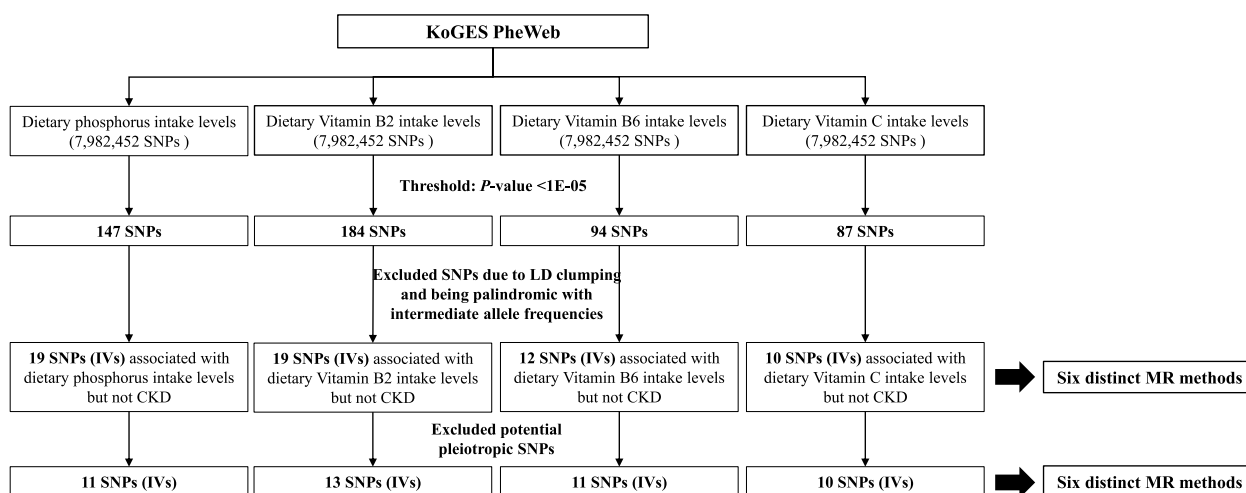 KoGES PheWeb
Dietary phosphorus intake levels
(7,982,452 SNPs )
Dietary Vitamin B2 intake levels
(7,982,452 SNPs )
Dietary Vitamin B6 intake levels
(7,982,452 SNPs )
Dietary Vitamin C intake levels
(7,982,452 SNPs )
Threshold: P-value <1E-05
147 SNPs
184 SNPs
94 SNPs
87 SNPs
Excluded SNPs due to LD clumping
and being palindromic with
intermediate allele frequencies
19 SNPs (IVs) associated with
dietary phosphorus intake levels
but not CKD
19 SNPs (IVs) associated with
dietary Vitamin B2 intake levels
but not CKD
12 SNPs (IVs) associated with
dietary Vitamin B6 intake levels
but not CKD
10 SNPs (IVs) associated with
dietary Vitamin C intake levels
but not CKD
Six distinct MR methods
Excluded potential
pleiotropic SNPs
11 SNPs (IVs)
13 SNPs (IVs)
11 SNPs (IVs)
10 SNPs (IVs)
Six distinct MR methods